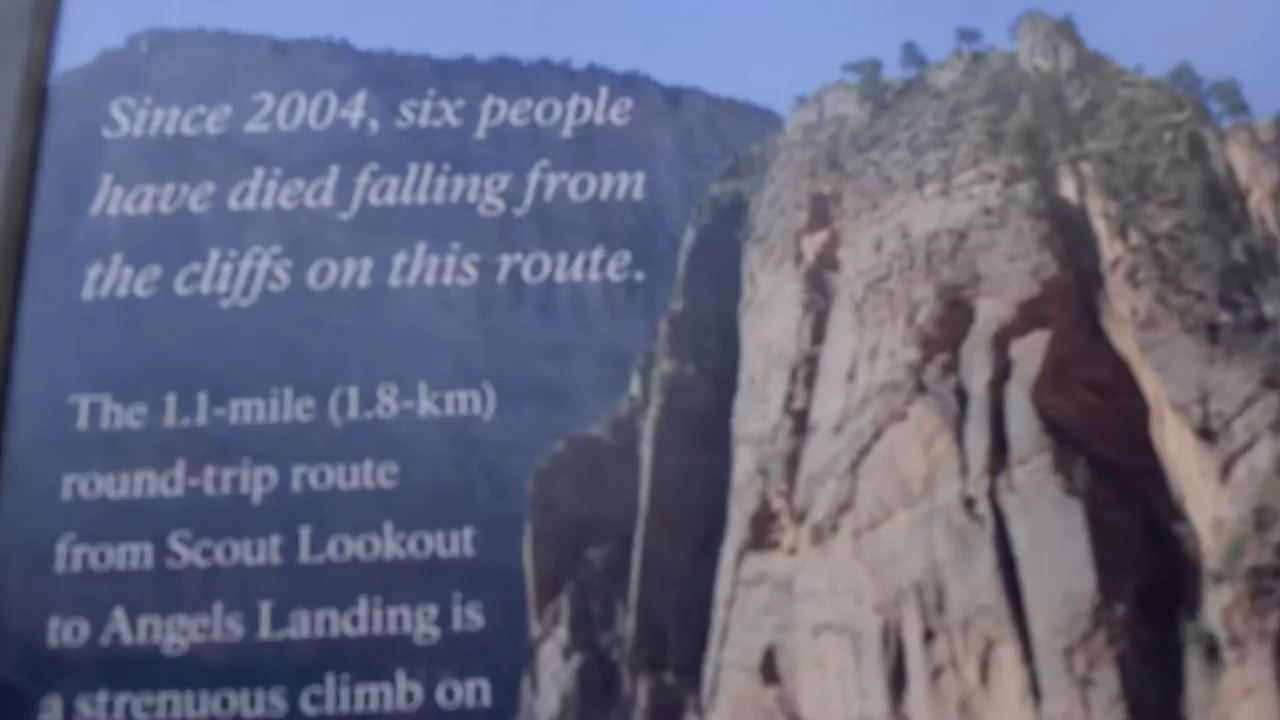 Since 2004, six people
have died falling from
the cliffs on this route.
The 1.1-mile (1.8-km)
round-trip route
from Scout Lookout
to Angels Landing is
a strenuous climb on